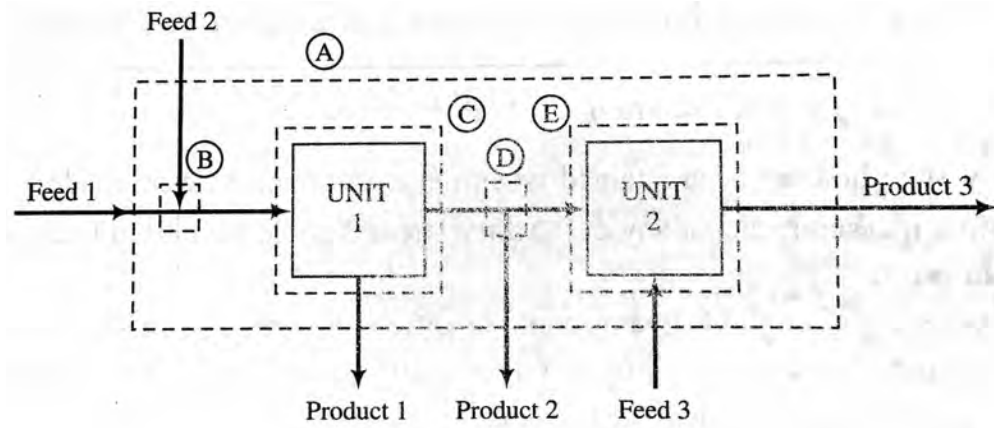 Feed 2
A
C
E
B
D
Feed 1
UNIT
1
UNIT
2
Product 3
Product 1
Product 2
Feed 3